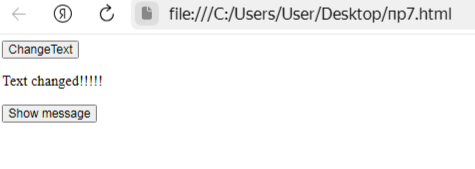 Я file:///C:/Users/User/Desktop/пр7.html
ChangeText
Text changed!!!!!
Show message